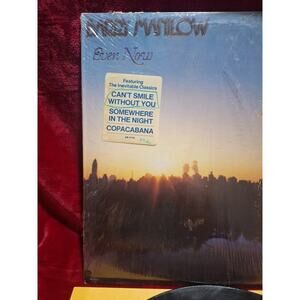 BARRY MANILOW
Even Now
Featuring
The Inevitable Classics
CAN'T SMILE
WITHOUT YOU
SOMEWHERE
IN THE NIGHT
COPACABANA